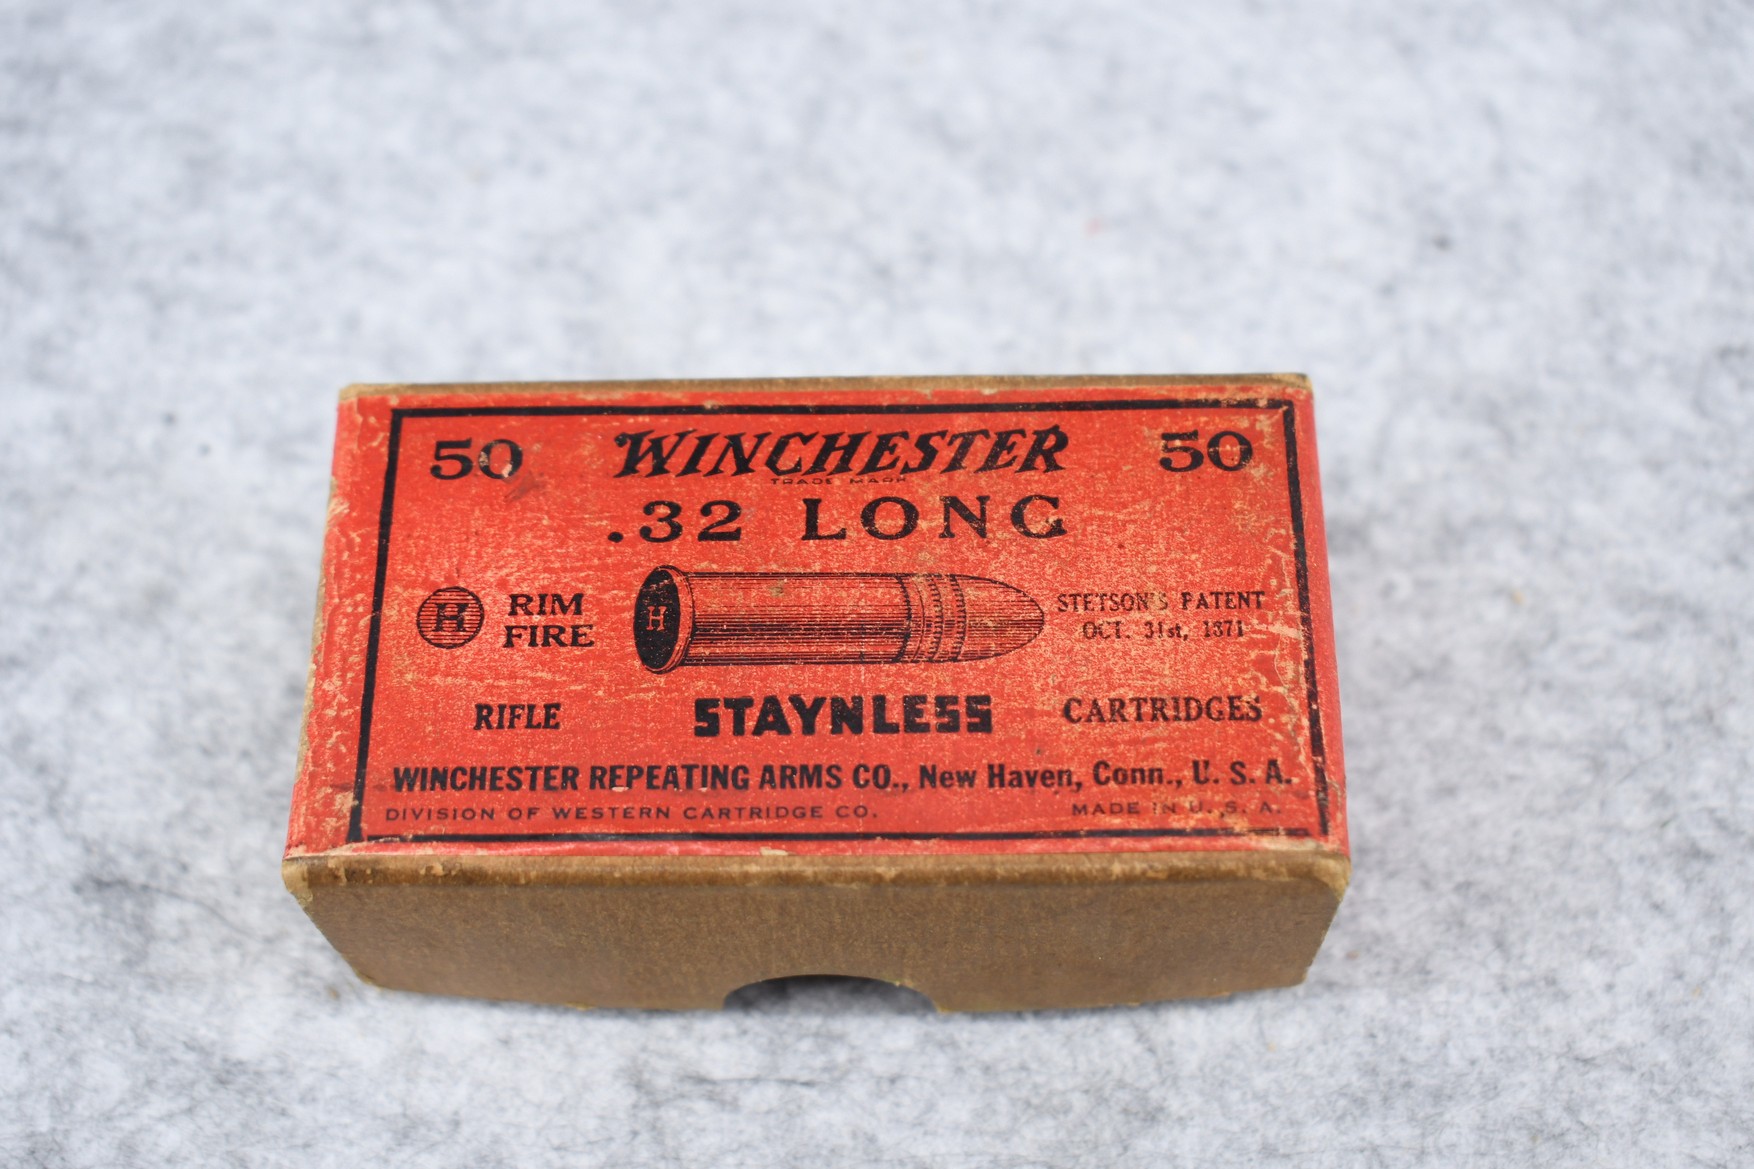 50 WINCHESTER 50
TRADE MARK
.32 LONG
H RIM FIRE
H
STETSON'S PATENT
OCT. 31st, 1871
RIFLE STAYNLESS CARTRIDGES
WINCHESTER REPEATING ARMS CO., New Haven, Conn., U. S. A.
DIVISION OF WESTERN CARTRIDGE CO. MADE IN U. S. A.